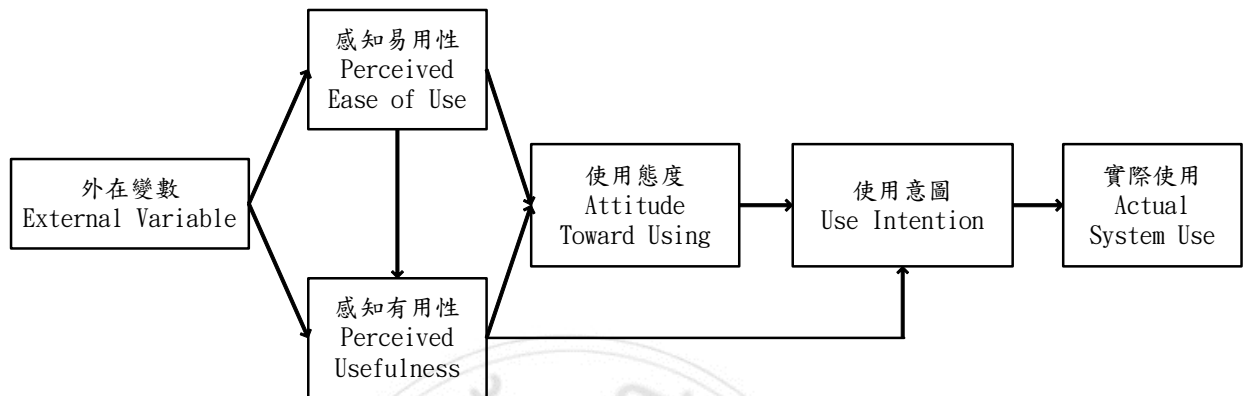 外在變數
External Variable
感知易用性
Perceived
Ease of Use
感知有用性
Perceived
Usefulness
使用態度
Attitude
Toward Using
使用意圖
Use Intention
實際使用
Actual
System Use